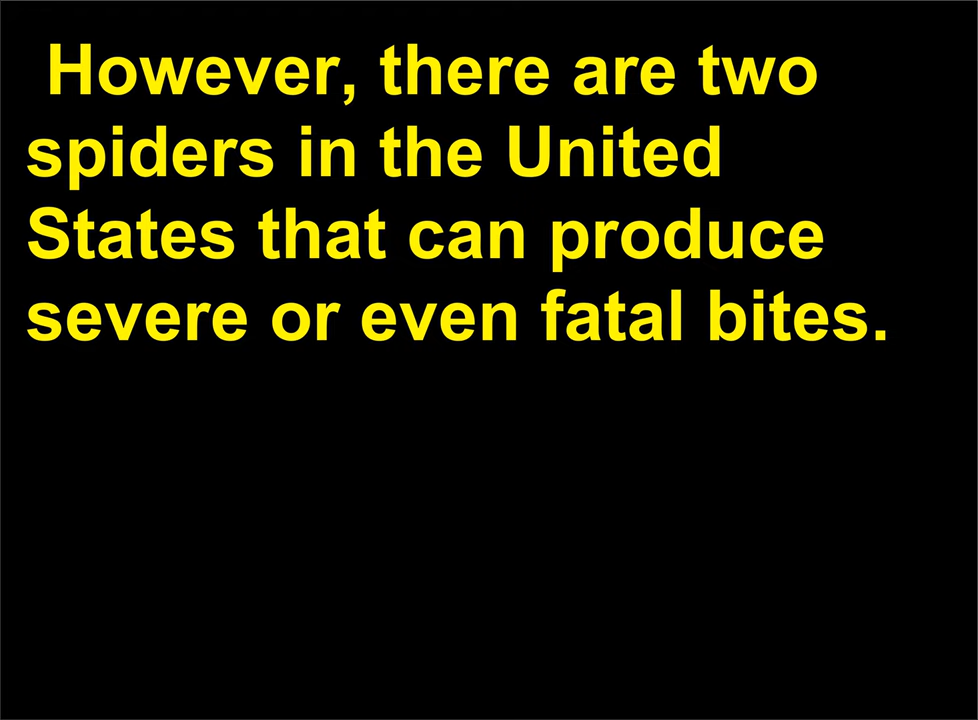 However, there are two
spiders in the United
States that can produce
severe or even fatal bites.